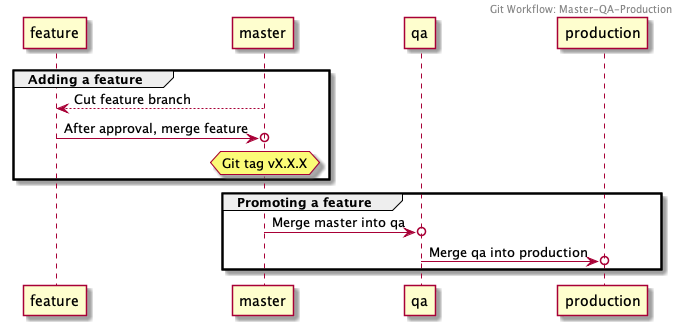 Git Workflow: Master-QA-Production
feature master qa production
Adding a feature
Cut feature branch
After approval, merge feature
Git tag vX.X.X
Promoting a feature
Merge master into qa
Merge qa into production
feature master qa production